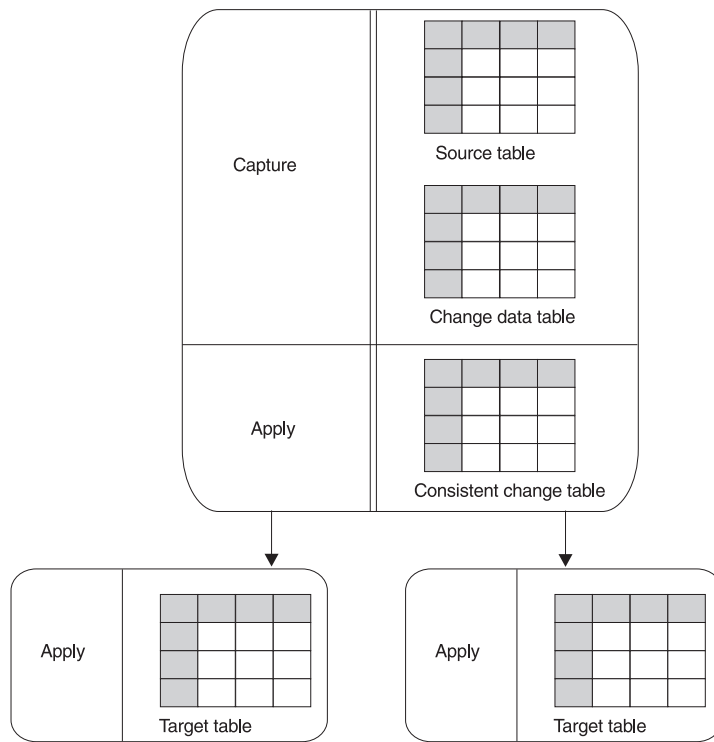 Source table
Capture
Change data table
Apply
Consistent change table
Apply
Target table
Apply
Target table